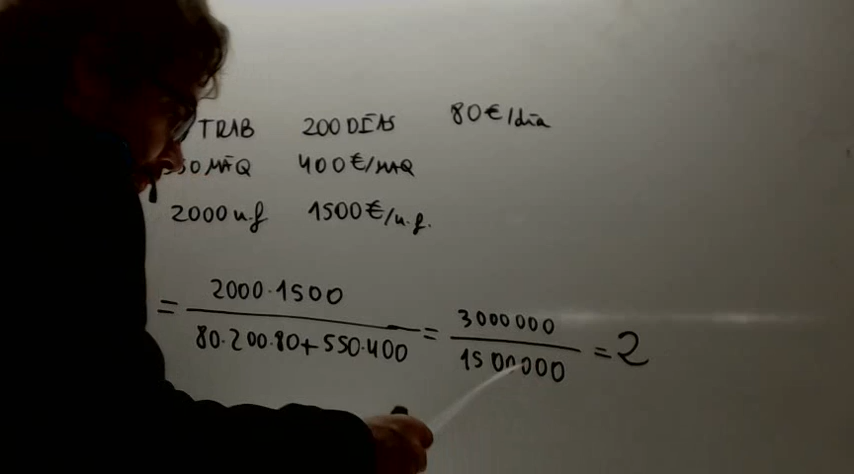 TRAB 200 DÍAS 80€/día
50 MÁQ 400€/MAQ
2000 u.f 1500€/u.f.
= 2000·1500 / 80·200·80+550·400 = 3000000 / 1500000 = 2